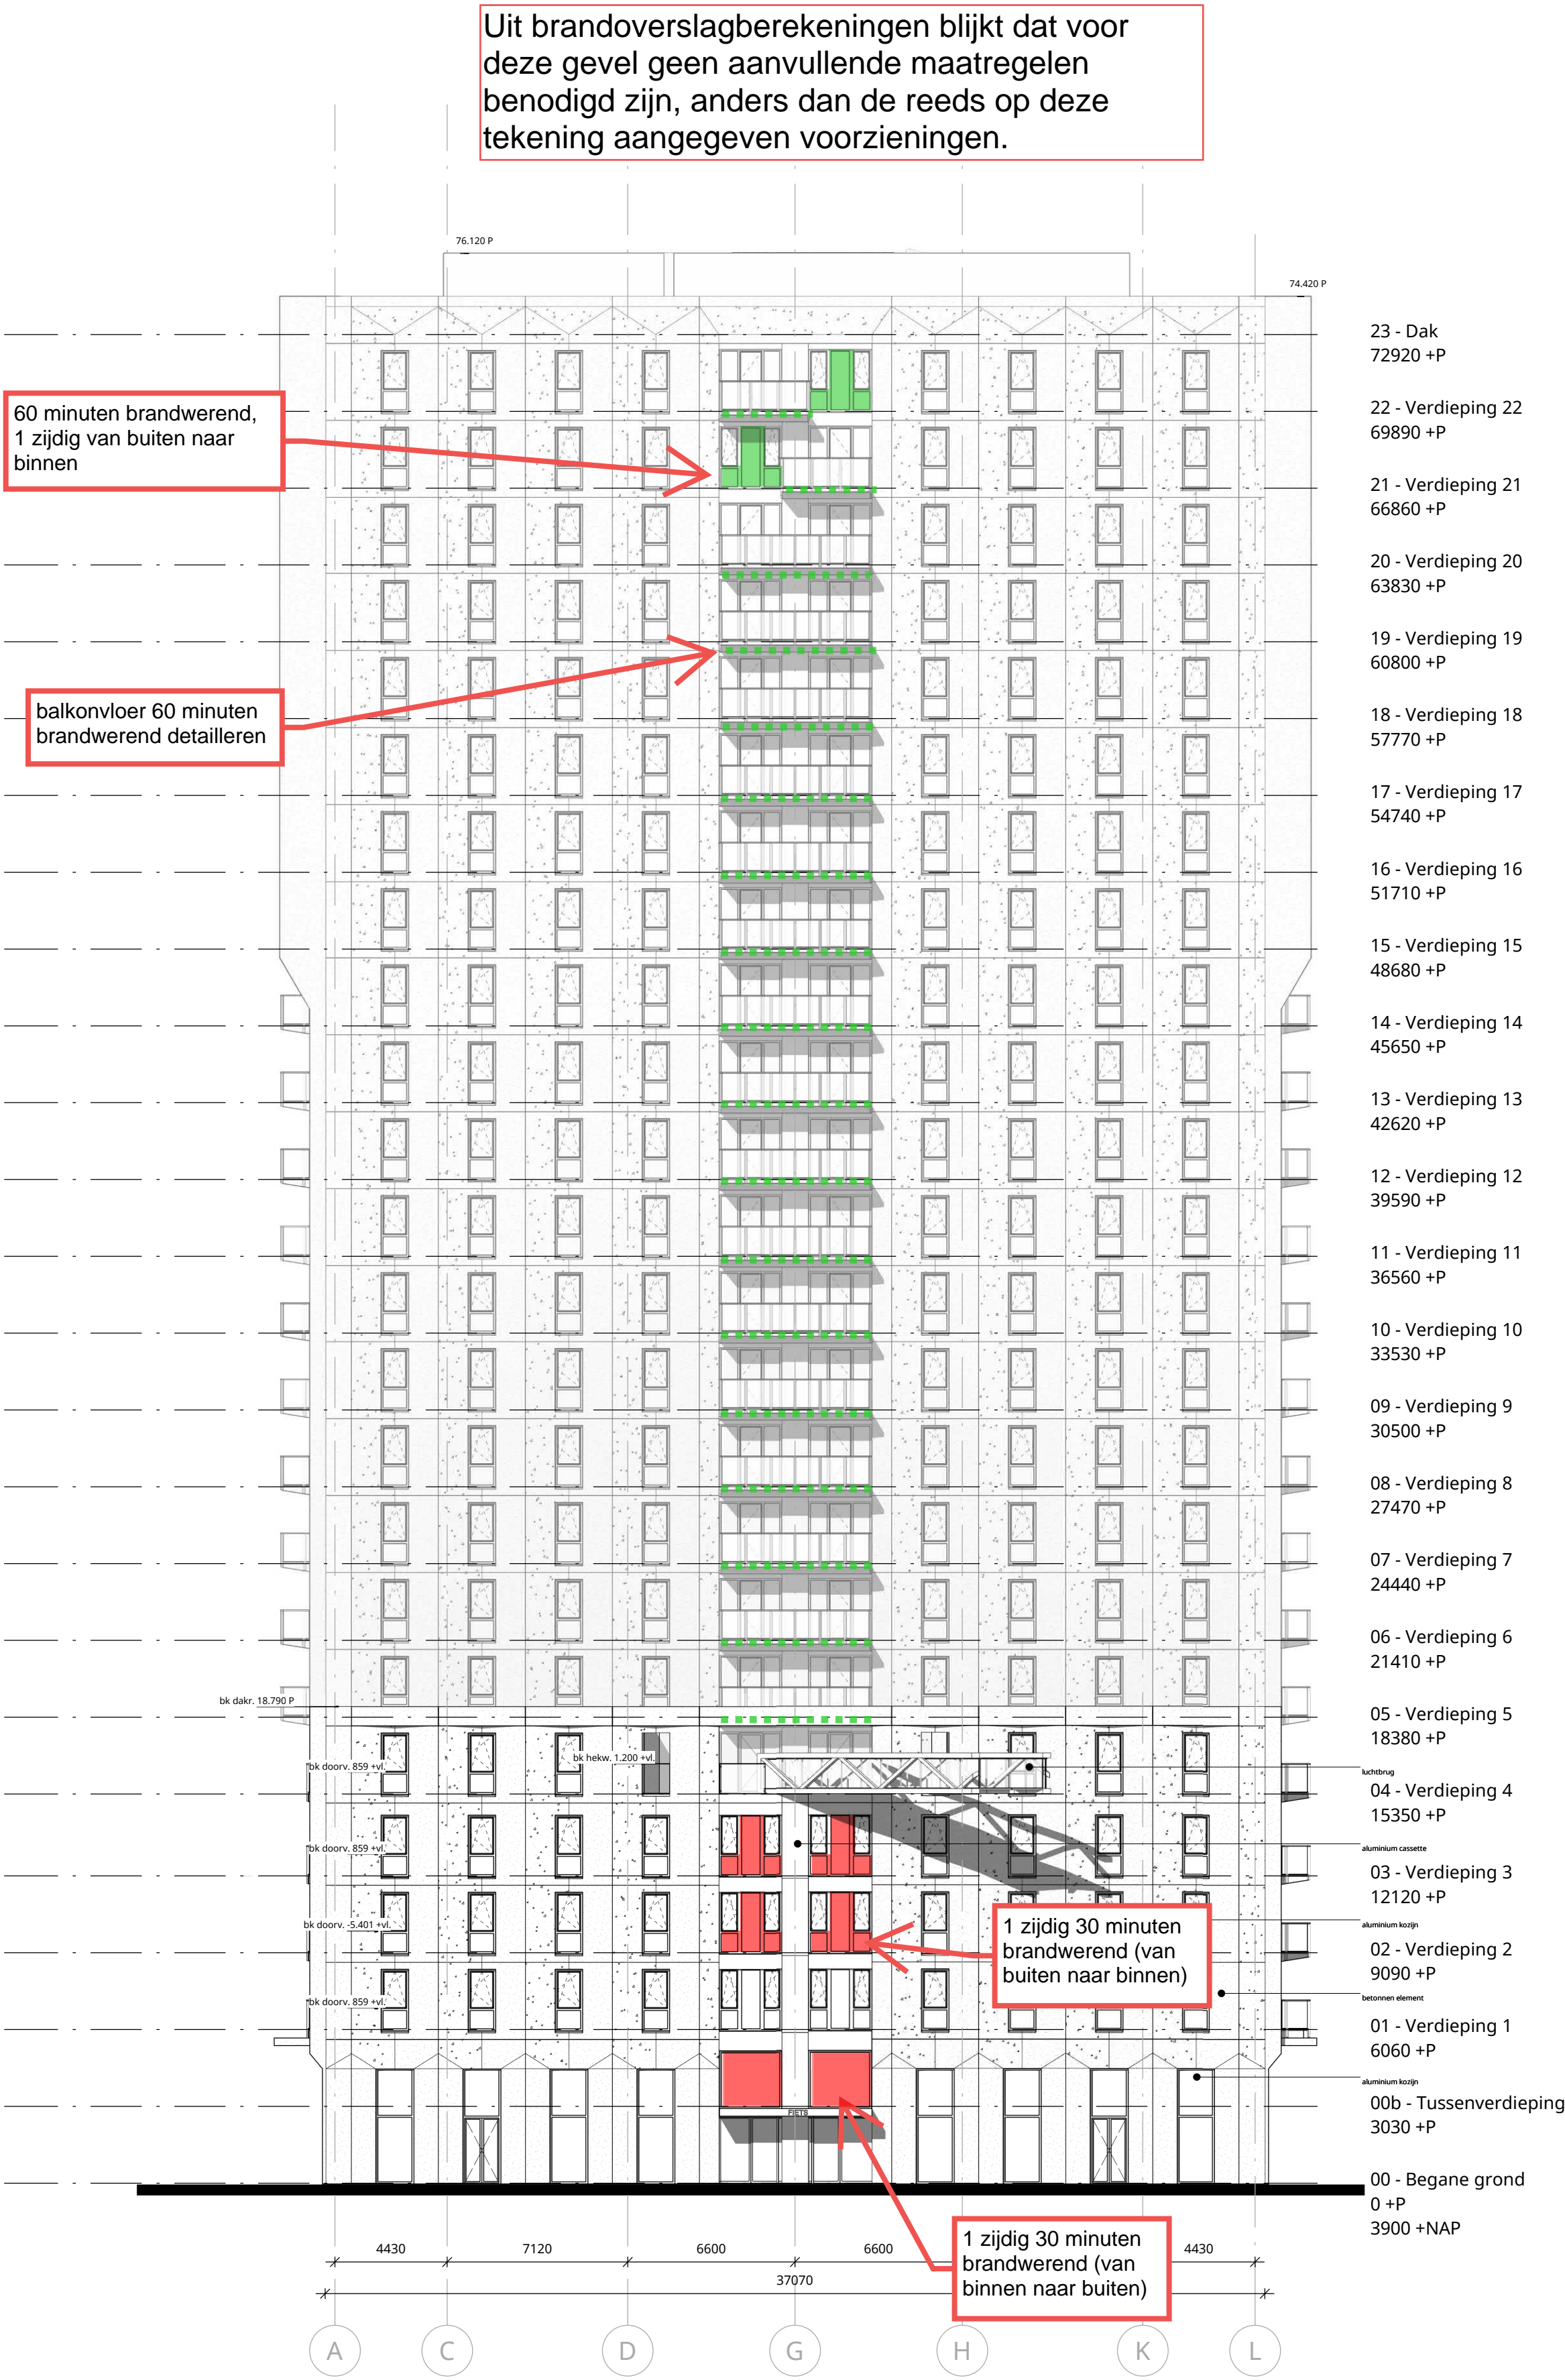 Uit brandoverslagberekeningen blijkt dat voor
deze gevel geen aanvullende maatregelen
benodigd zijn, anders dan de reeds op deze
tekening aangegeven voorzieningen.
76.120 P
74.420 P
23 - Dak
72920 +P
60 minuten brandwerend,
1 zijdig van buiten naar
binnen
22 - Verdieping 22
69890 +P
21 - Verdieping 21
66860 +P
20 - Verdieping 20
63830 +P
19 - Verdieping 19
60800 +P
balkonvloer 60 minuten
brandwerend detailleren
18 - Verdieping 18
57770 +P
17 - Verdieping 17
54740 +P
16 - Verdieping 16
51710 +P
15 - Verdieping 15
48680 +P
14 - Verdieping 14
45650 +P
13 - Verdieping 13
42620 +P
12 - Verdieping 12
39590 +P
11 - Verdieping 11
36560 +P
10 - Verdieping 10
33530 +P
09 - Verdieping 9
30500 +P
08 - Verdieping 8
27470 +P
07 - Verdieping 7
24440 +P
06 - Verdieping 6
21410 +P
bk dakr. 18.790 P
05 - Verdieping 5
18380 +P
bk hekw. 1.200 +vl.
bk doorv. 859 +vl.
luchtbrug
04 - Verdieping 4
15350 +P
bk doorv. 859 +vl.
aluminium cassette
03 - Verdieping 3
12120 +P
bk doorv. -5.401 +vl.
aluminium kozijn
1 zijdig 30 minuten
brandwerend (van
buiten naar binnen)
02 - Verdieping 2
9090 +P
bk doorv. 859 +vl.
betonnen element
01 - Verdieping 1
6060 +P
aluminium kozijn
00b - Tussenverdieping
3030 +P
FIETS
00 - Begane grond
0 +P
3900 +NAP
1 zijdig 30 minuten
brandwerend (van
binnen naar buiten)
4430 7120 6600 6600 4430
37070
A C D G H K L